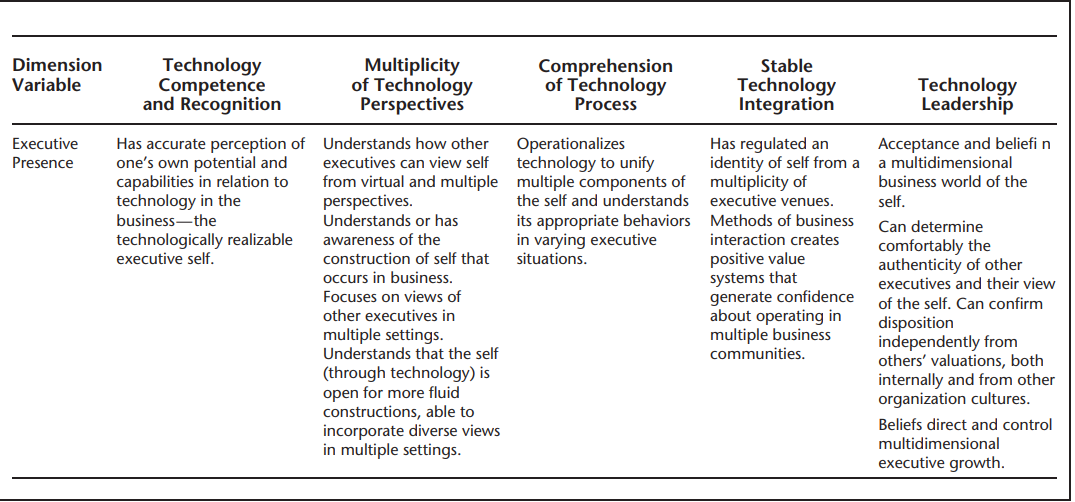 Dimension
Variable
Technology
Competence
and Recognition
Multiplicity
of Technology
Perspectives
Comprehension
of Technology
Process
Stable
Technology
Integration
Technology
Leadership
Executive
Presence
Has accurate perception of
one’s own potential and
capabilities in relation to
technology in the
business—the
technologically realizable
executive self.
Understands how other
executives can view self
from virtual and multiple
perspectives.
Understands or has
awareness of the
construction of self that
occurs in business.
Focuses on views of
other executives in
multiple settings.
Understands that the self
(through technology) is
open for more fluid
constructions, able to
incorporate diverse views
in multiple settings.
Operationalizes
technology to unify
multiple components of
the self and understands
its appropriate behaviors
in varying executive
situations.
Has regulated an
identity of self from a
multiplicity of
executive venues.
Methods of business
interaction creates
positive value
systems that
generate confidence
about operating in
multiple business
communities.
Acceptance and beliefi n
a multidimensional
business world of the
self.
Can determine
comfortably the
authenticity of other
executives and their view
of the self. Can confirm
disposition
independently from
others’ valuations, both
internally and from other
organization cultures.
Beliefs direct and control
multidimensional
executive growth.